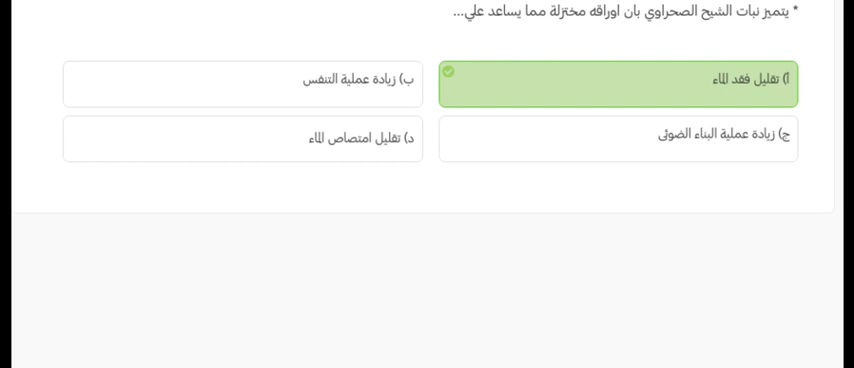 * يتميز نبات الشيح الصحراوي بان اوراقه مختزلة مما يساعد علي...
أ) تقليل فقد الماء
ب) زيادة عملية التنفس
ج) زيادة عملية البناء الضوئى
د) تقليل امتصاص الماء